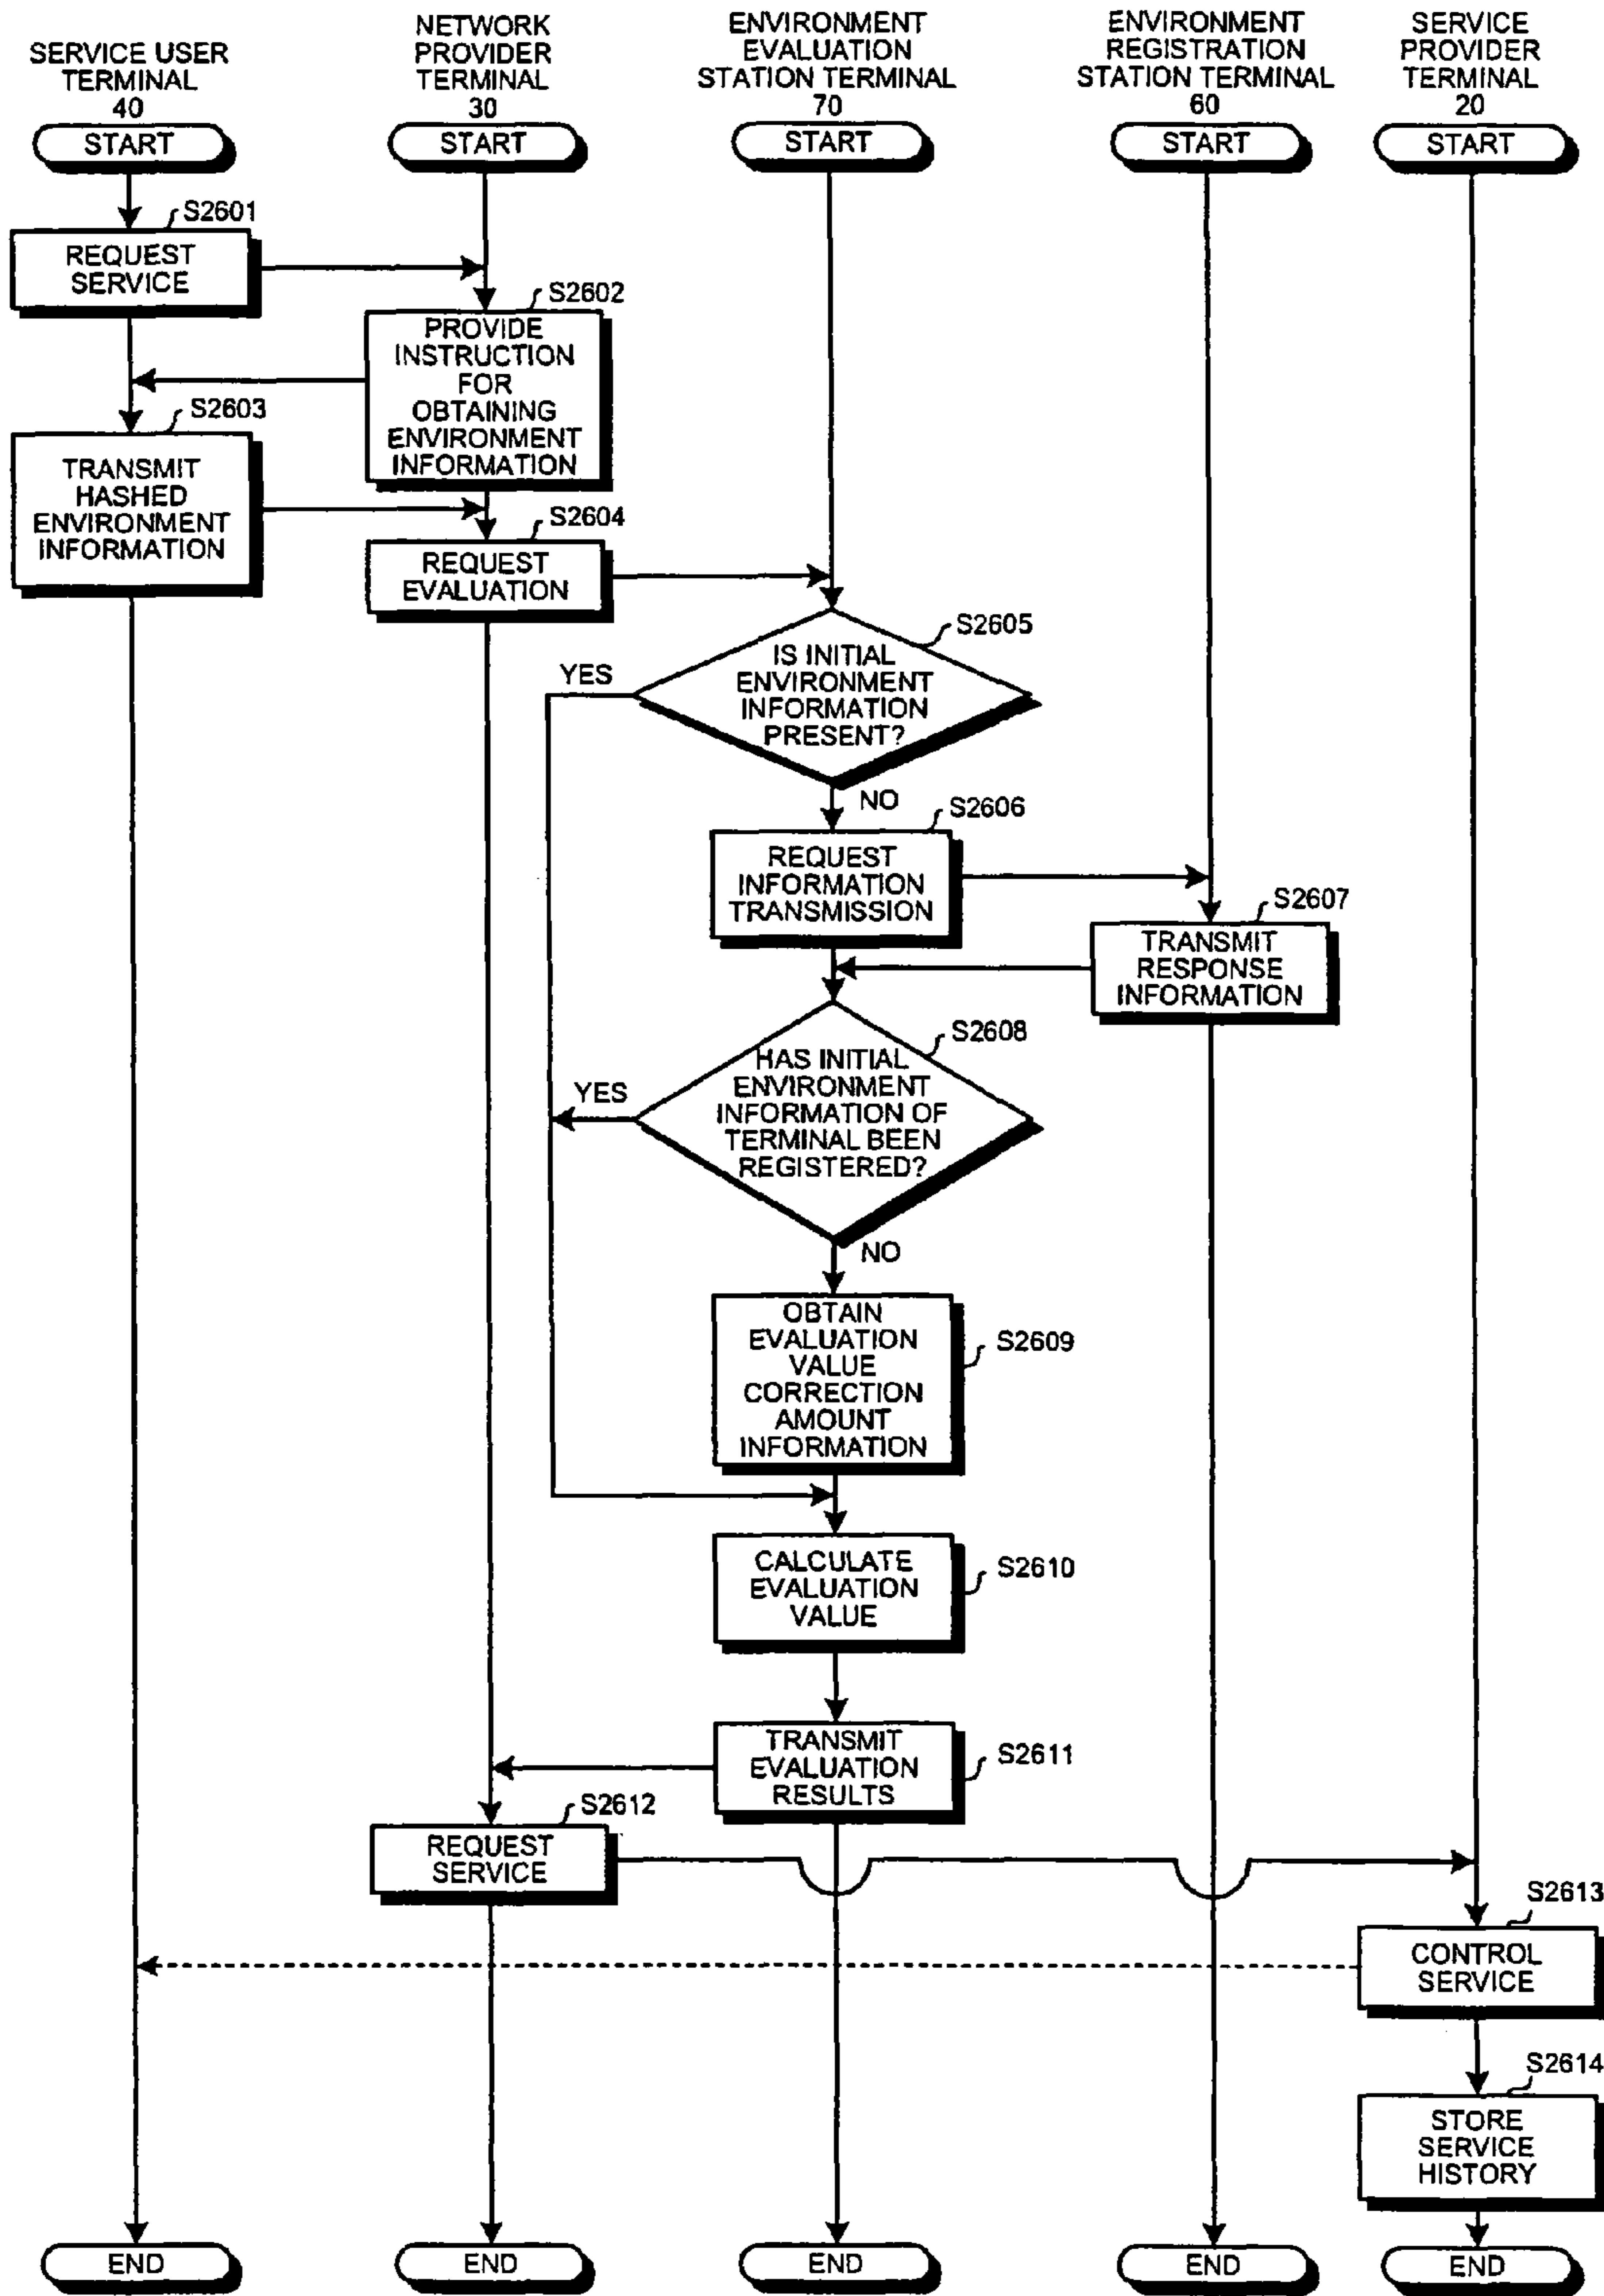 SERVICE USER
TERMINAL
40
NETWORK
PROVIDER
TERMINAL
30
ENVIRONMENT
EVALUATION
STATION TERMINAL
70
ENVIRONMENT
REGISTRATION
STATION TERMINAL
60
SERVICE
PROVIDER
TERMINAL
20
START
START
START
START
START
S2601
REQUEST
SERVICE
S2602
PROVIDE
INSTRUCTION
FOR
OBTAINING
ENVIRONMENT
INFORMATION
S2603
TRANSMIT
HASHED
ENVIRONMENT
INFORMATION
S2604
REQUEST
EVALUATION
S2605
IS INITIAL
ENVIRONMENT
INFORMATION
PRESENT?
YES
NO
S2606
REQUEST
INFORMATION
TRANSMISSION
S2607
TRANSMIT
RESPONSE
INFORMATION
S2608
HAS INITIAL
ENVIRONMENT
INFORMATION OF
TERMINAL BEEN
REGISTERED?
YES
NO
OBTAIN
EVALUATION
VALUE
CORRECTION
AMOUNT
INFORMATION
S2609
CALCULATE
EVALUATION
VALUE
S2610
TRANSMIT
EVALUATION
RESULTS
S2611
S2612
REQUEST
SERVICE
S2613
CONTROL
SERVICE
S2614
STORE
SERVICE
HISTORY
END
END
END
END
END